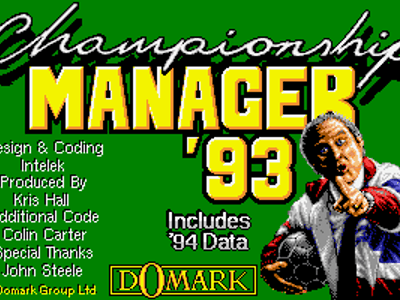 Championship
MANAGER
'93
esign & Coding
Intelek
Produced By
Kris Hall
dditional Code
Colin Carter
Special Thanks
John Steele
Domark Group Ltd
Includes
'94 Data
DOMARK